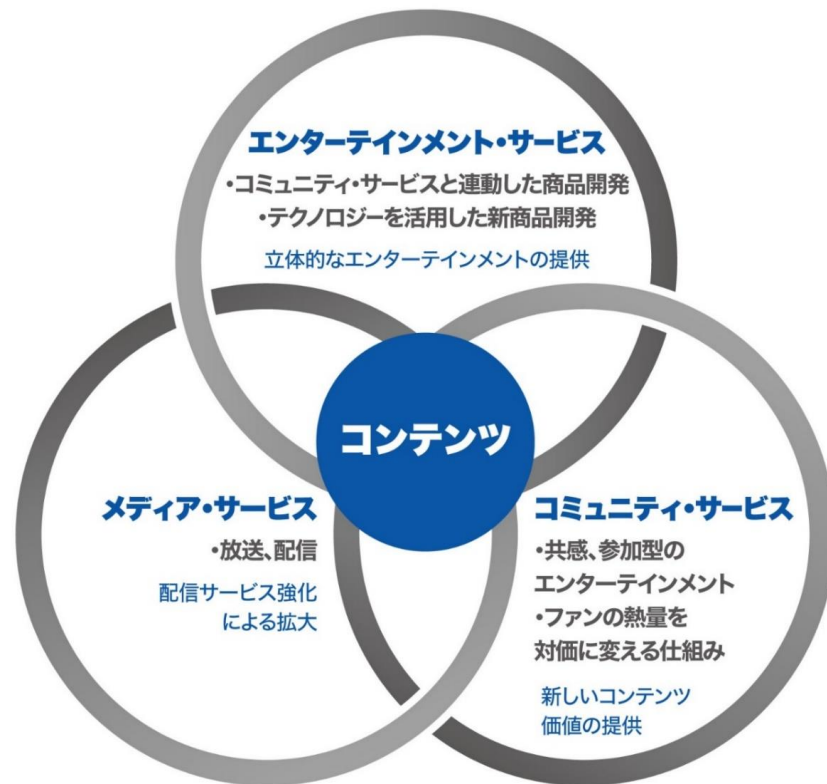 エンターテインメント・サービス
・コミュニティ・サービスと連動した商品開発
・テクノロジーを活用した新商品開発
立体的なエンターテインメントの提供
コンテンツ
メディア・サービス
・放送、配信
配信サービス強化
による拡大
コミュニティ・サービス
・共感、参加型の
エンターテインメント
・ファンの熱量を
対価に変える仕組み
新しいコンテンツ
価値の提供